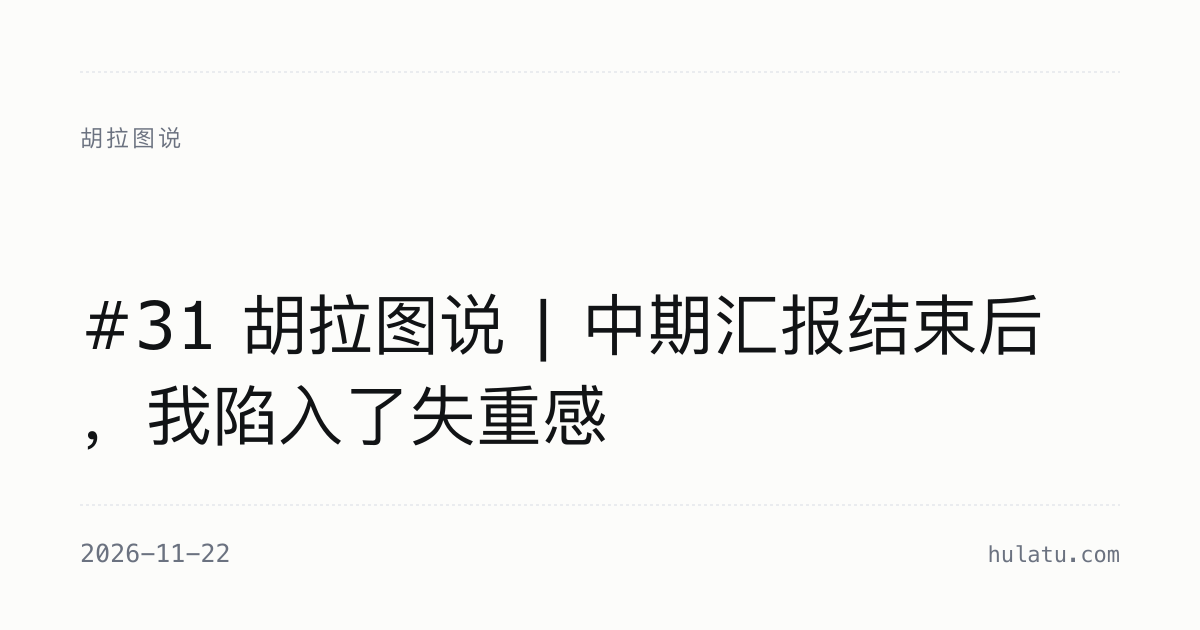 胡拉图说
#31 胡拉图说 | 中期汇报结束后
，我陷入了失重感
2026-11-22
hulatu.com